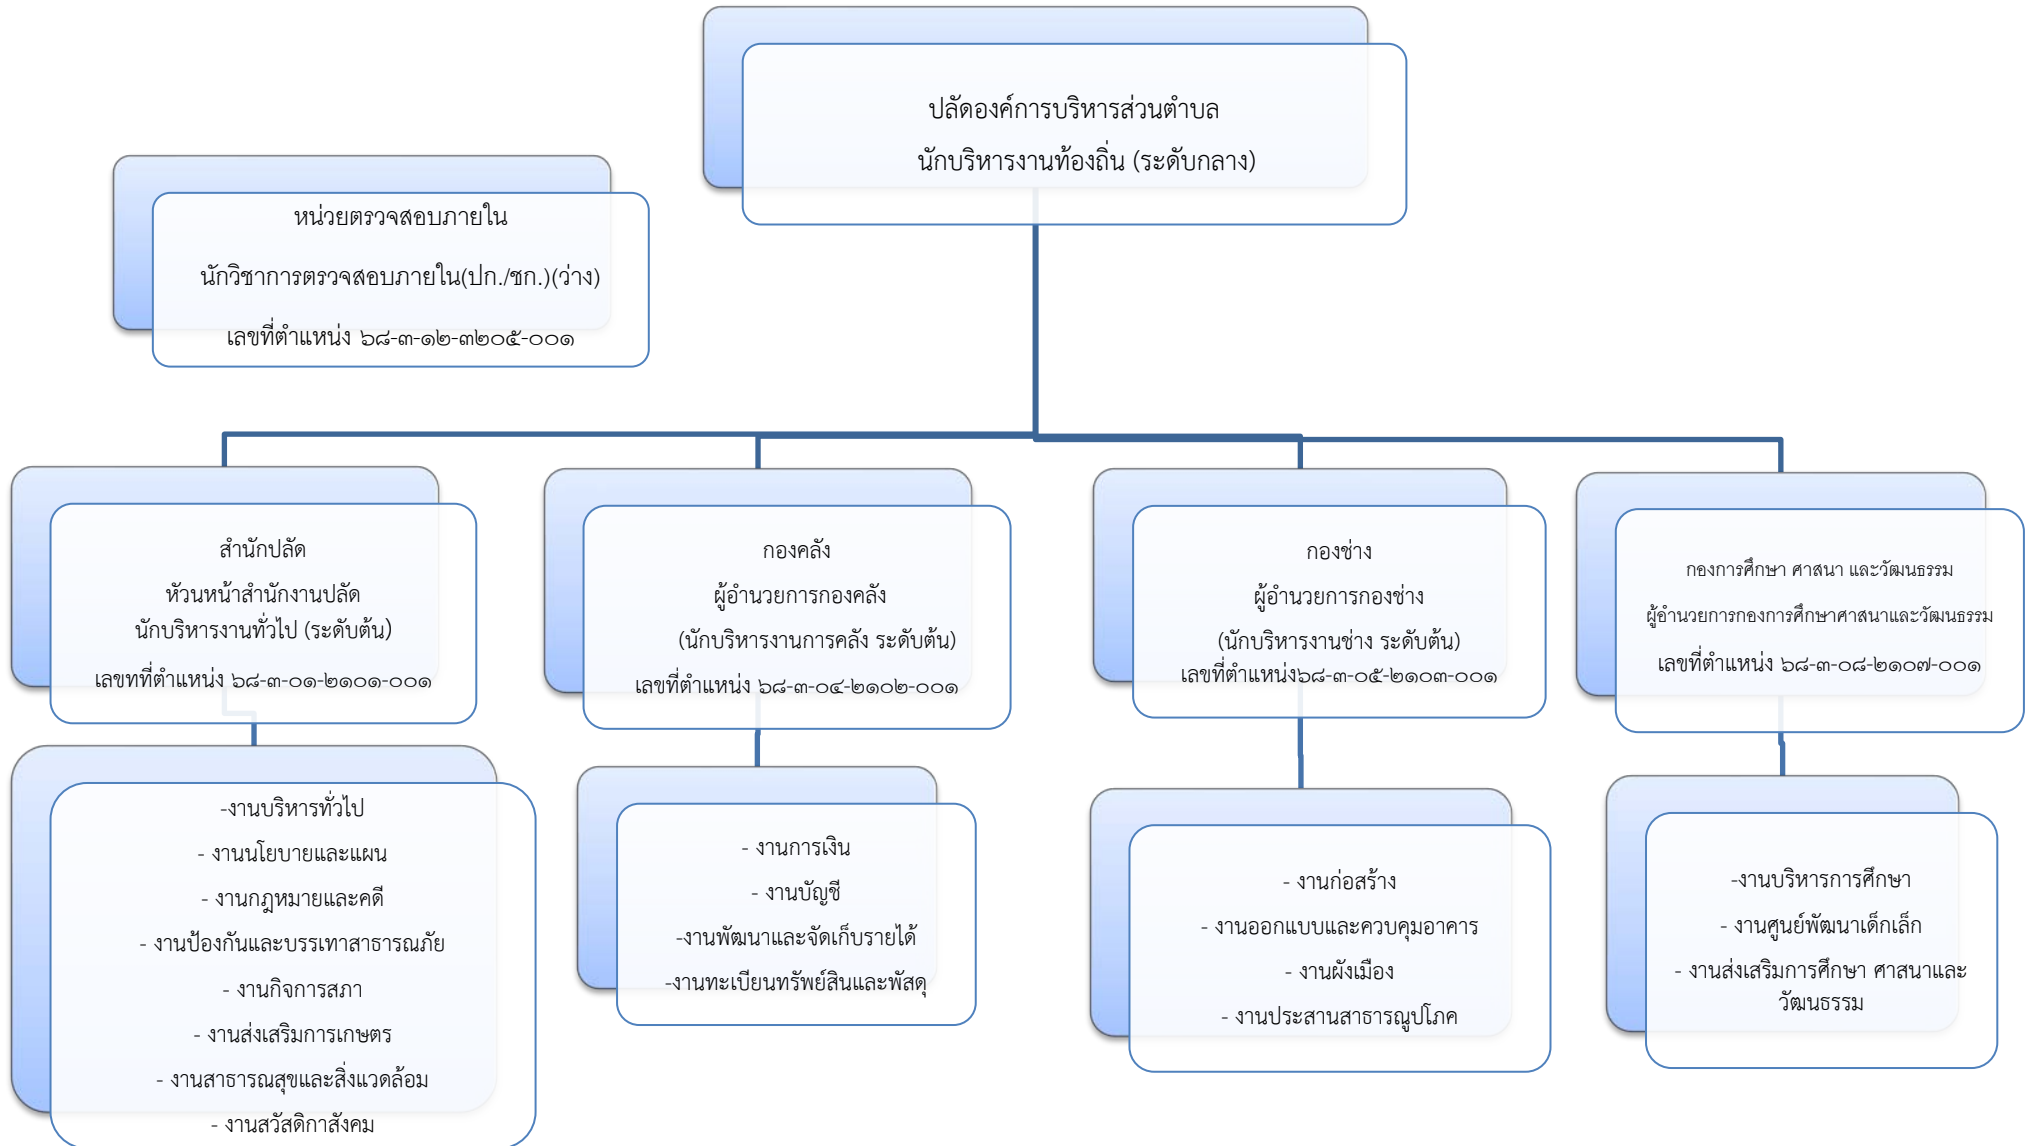 ปลัดองค์การบริหารส่วนตำบล
นักบริหารงานท้องถิ่น (ระดับกลาง)
หน่วยตรวจสอบภายใน
นักวิชาการตรวจสอบภายใน(ปก./ชก.)(ว่าง)
เลขที่ตำแหน่ง ๖๘-๓-๑๒-๓๒๐๕-๐๐๑
สำนักปลัด
หัวนหน้าสำนักงานปลัด
นักบริหารงานทั่วไป (ระดับต้น)
เลขทที่ตำแหน่ง ๖๘-๓-๐๑-๒๑๐๑-๐๐๑
กองคลัง
ผู้อำนวยการกองคลัง
(นักบริหารงานการคลัง ระดับต้น)
เลขที่ตำแหน่ง ๖๘-๓-๐๔-๒๑๐๒-๐๐๑
กองช่าง
ผู้อำนวยการกองช่าง
(นักบริหารงานช่าง ระดับต้น)
เลขที่ตำแหน่ง๖๘-๓-๐๕-๒๑๐๓-๐๐๑
กองการศึกษา ศาสนา และวัฒนธรรม
ผู้อำนวยการกองการศึกษาศาสนาและวัฒนธรรม
เลขที่ตำแหน่ง ๖๘-๓-๐๘-๒๑๐๗-๐๐๑
-งานบริหารทั่วไป
- งานนโยบายและแผน
- งานกฎหมายและคดี
- งานป้องกันและบรรเทาสาธารณภัย
- งานกิจการสภา
- งานส่งเสริมการเกษตร
- งานสาธารณสุขและสิ่งแวดล้อม
- งานสวัสดิกาสังคม
- งานการเงิน
- งานบัญชี
-งานพัฒนาและจัดเก็บรายได้
-งานทะเบียนทรัพย์สินและพัสดุ
- งานก่อสร้าง
- งานออกแบบและควบคุมอาคาร
- งานผังเมือง
- งานประสานสาธารณูปโภค
-งานบริหารการศึกษา
- งานศูนย์พัฒนาเด็กเล็ก
- งานส่งเสริมการศึกษา ศาสนาและ
วัฒนธรรม